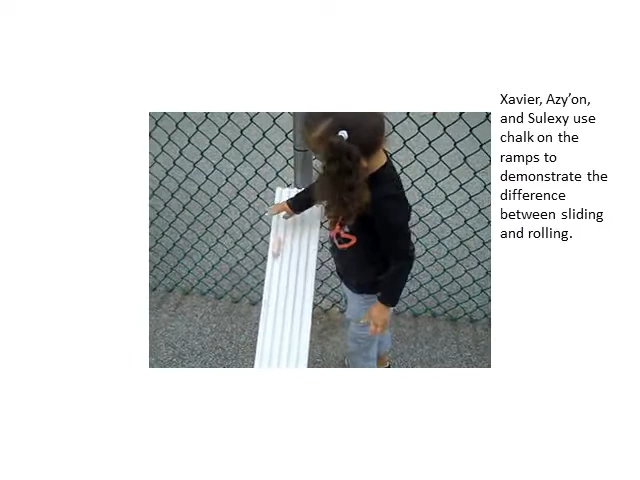 Xavier, Azy’on,
and Sulexy use
chalk on the
ramps to
demonstrate the
difference
between sliding
and rolling.